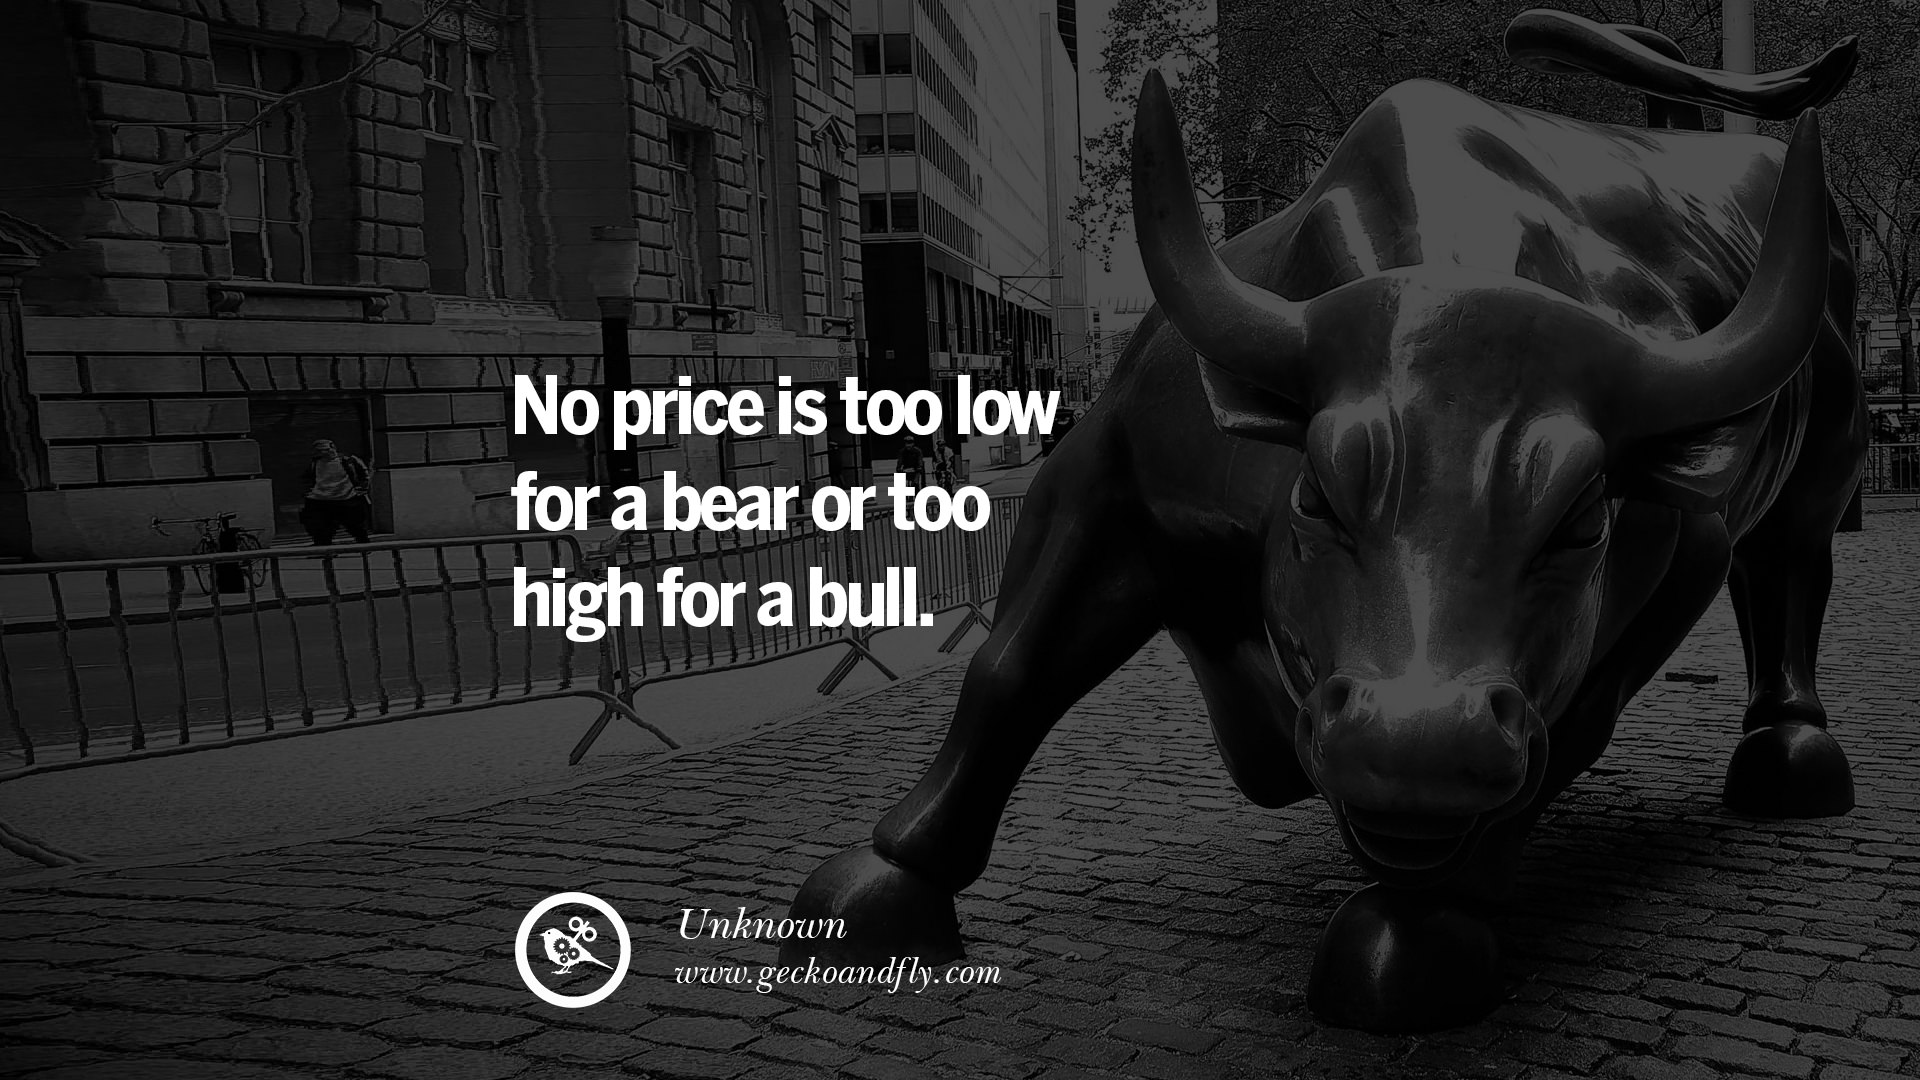 No price is too low
for a bear or too
high for a bull.
Unknown
www.geckoandfly.com